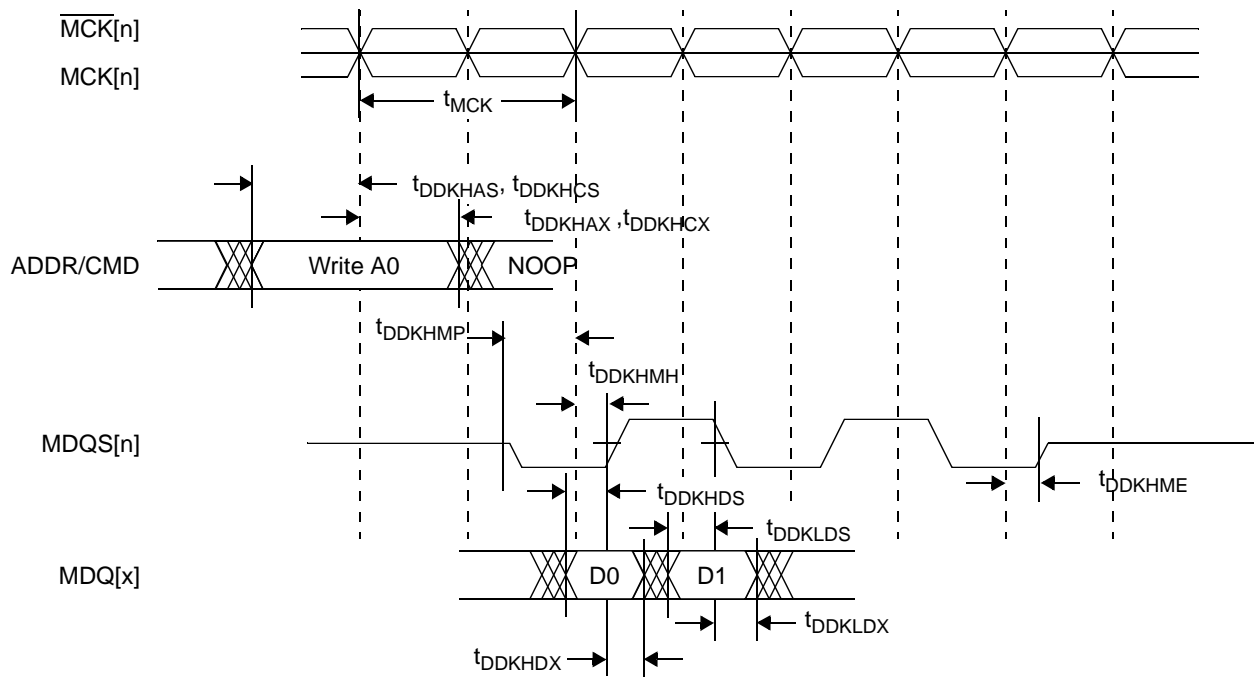 MCK[n]
MCK[n]
tMCK
tDDKHAS, tDDKHCS
tDDKHAX ,tDDKHCX
ADDR/CMD
Write A0
NOOP
tDDKHMP
tDDKHMH
MDQS[n]
tDDKHME
tDDKHDS
tDDKLDS
MDQ[x]
D0
D1
tDDKLDX
tDDKHDX